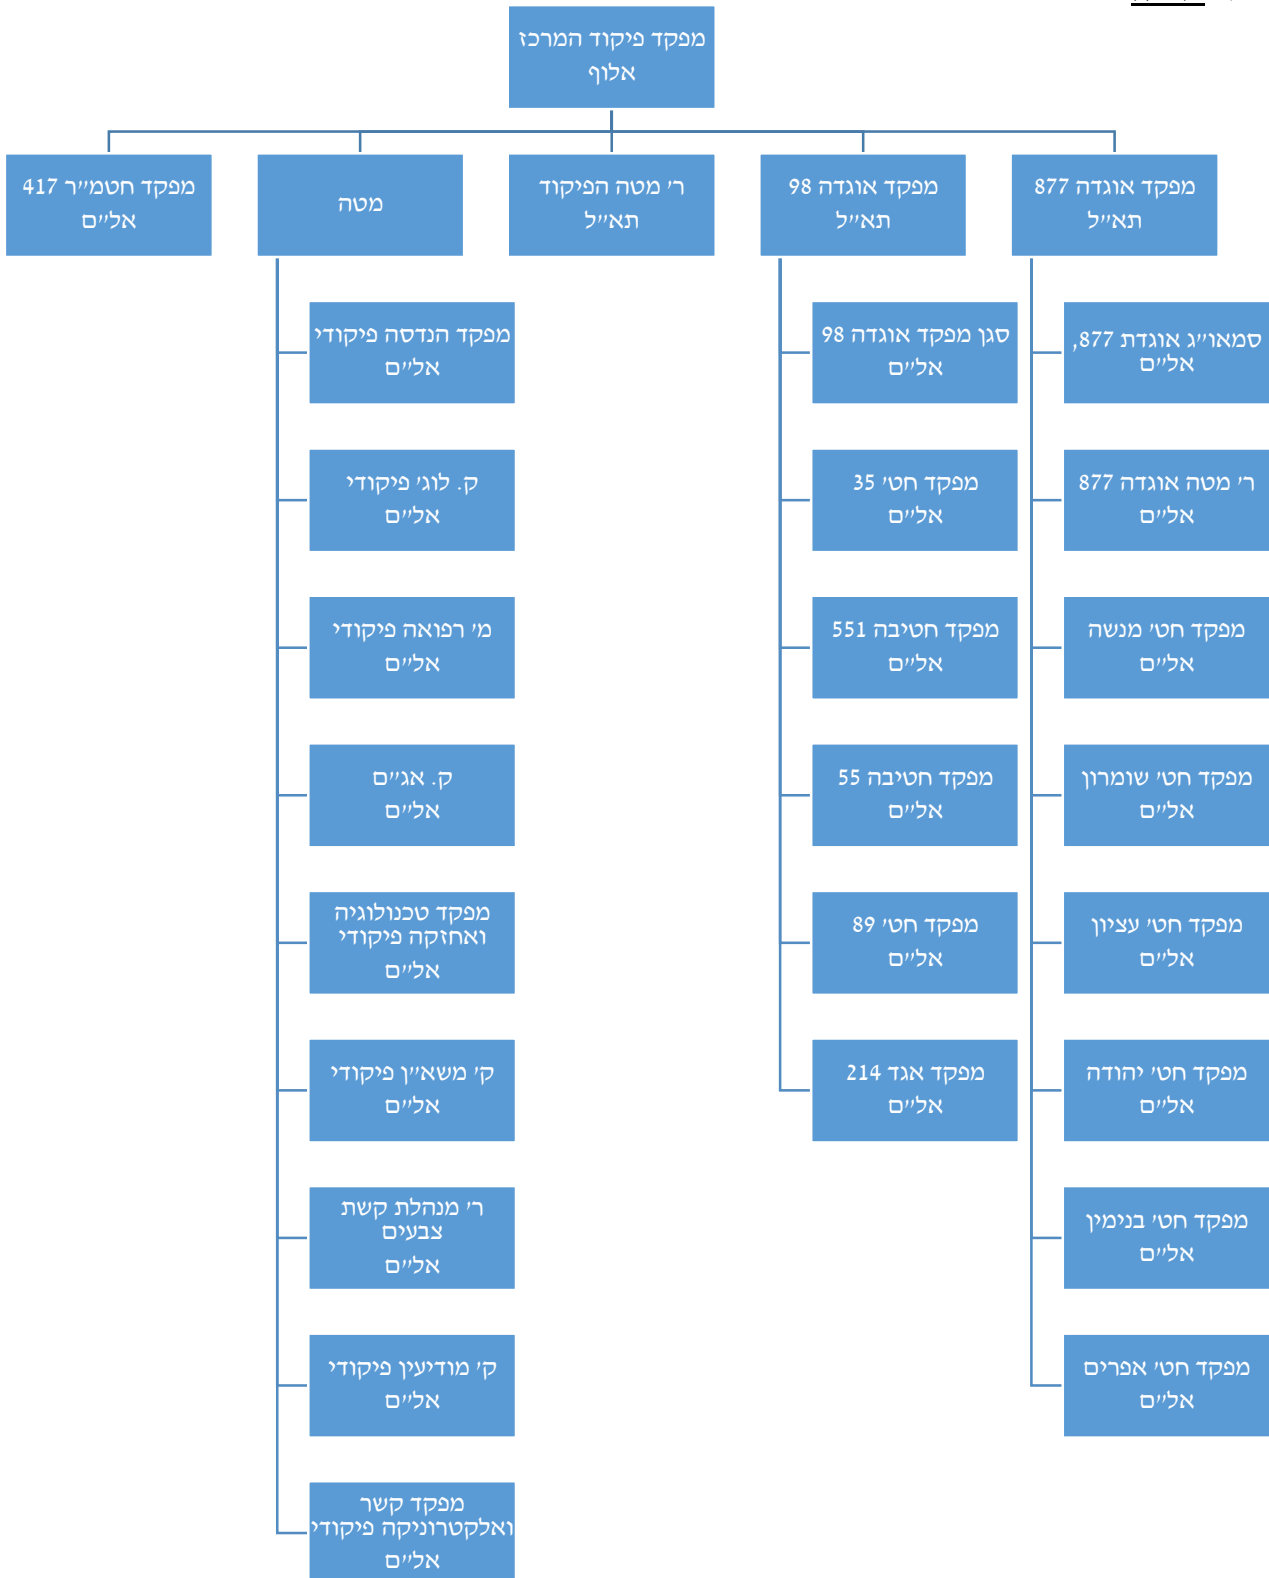 מפקד פיקוד המרכז
אלוף
מפקד אוגדה 877
תא״ל
מפקד אוגדה 98
תא״ל
ר׳ מטה הפיקוד
תא״ל
מטה
מפקד חטמ״ר 417
אל״ם
סמאו״ג אוגדת 877,
אל״ם
ר׳ מטה אוגדה 877
אל״ם
מפקד חט׳ מנשה
אל״ם
מפקד חט׳ שומרון
אל״ם
מפקד חט׳ עציון
אל״ם
מפקד חט׳ יהודה
אל״ם
מפקד חט׳ בנימין
אל״ם
מפקד חט׳ אפרים
אל״ם
סגן מפקד אוגדה 98
אל״ם
מפקד חט׳ 35
אל״ם
מפקד חטיבה 551
אל״ם
מפקד חטיבה 55
אל״ם
מפקד חט׳ 89
אל״ם
מפקד אגד 214
אל״ם
מפקד הנדסה פיקודי
אל״ם
ק. לוג׳ פיקודי
אל״ם
מ׳ רפואה פיקודי
אל״ם
ק. אג״ם
אל״ם
מפקד טכנולוגיה
ואחזקה פיקודי
אל״ם
ק׳ משא״ן פיקודי
אל״ם
ר׳ מנהלת קשת
צבעים
אל״ם
ק׳ מודיעין פיקודי
אל״ם
מפקד קשר
ואלקטרוניקה פיקודי
אל״ם